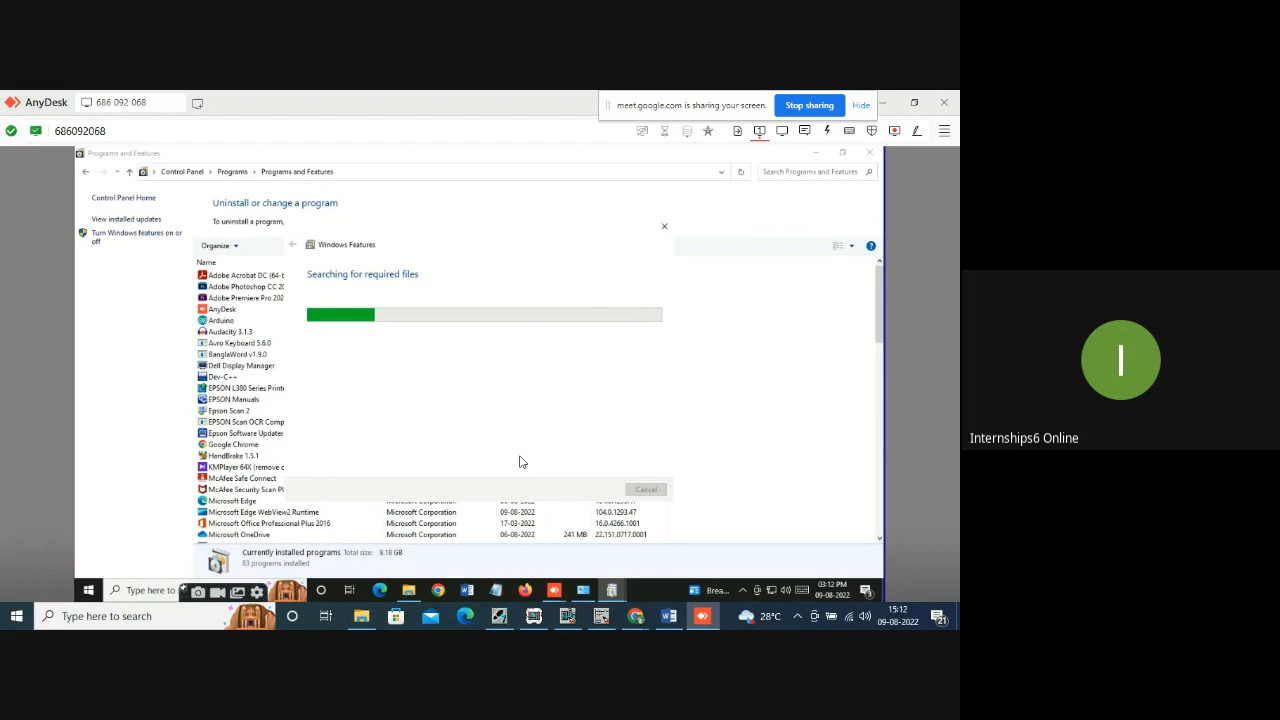 AnyDesk
686 092 068
meet.google.com is sharing your screen.
Stop sharing
Hide
686092068
Programs and Features
Control Panel
Programs
Programs and Features
Search Programs and Features
Control Panel Home
View installed updates
Turn Windows features on or off
Uninstall or change a program
To uninstall a program,
Organize
Windows Features
Searching for required files
Name
Adobe Acrobat DC (64-b
Adobe Photoshop CC 20
Adobe Premiere Pro 202
AnyDesk
Arduino
Audacity 3.1.3
Avro Keyboard 5.6.0
BanglaWord v1.9.0
Dell Display Manager
Dev-C++
EPSON L380 Series Printe
EPSON Manuals
Epson Scan 2
EPSON Scan OCR Comp
Epson Software Updater
Google Chrome
HandBrake 1.5.1
KMPlayer 64X (remove o
McAfee Safe Connect
McAfee Security Scan Pl
Cancel
Microsoft Edge
Microsoft Edge WebView2 Runtime Microsoft Corporation 09-08-2022 104.0.1293.47
Microsoft Office Professional Plus 2016 Microsoft Corporation 17-03-2022 16.0.4266.1001
Microsoft OneDrive Microsoft Corporation 06-08-2022 241 MB 22.151.0717.0001
Currently installed programs Total size: 9.18 GB
83 programs installed
Type here to
Brea...
03:12 PM
09-08-2022
3
Type here to search
28°C
15:12
09-08-2022
21
I
Internships6 Online